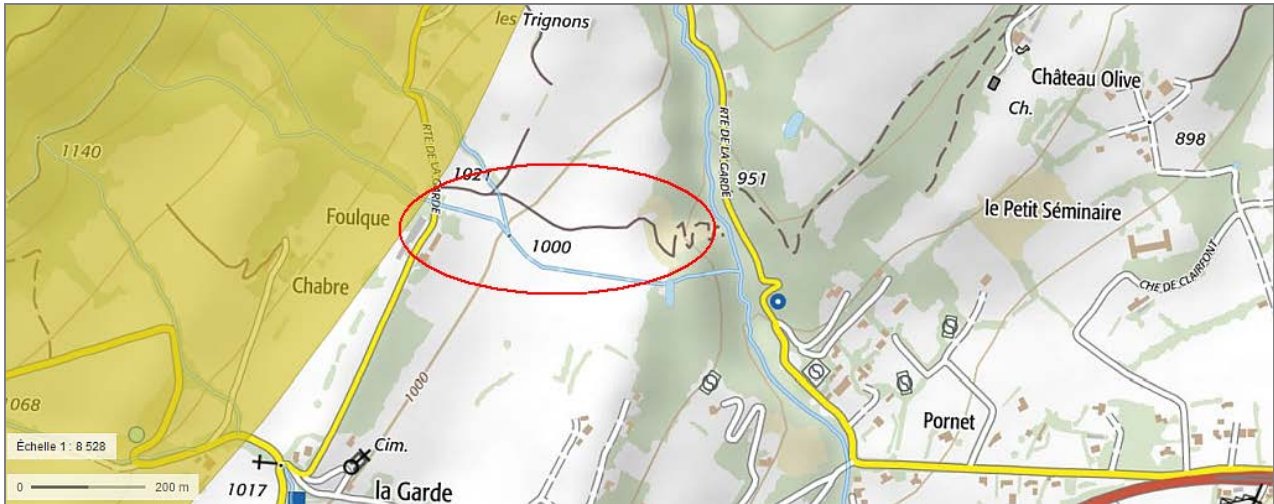 les Trignons
RTE DE LA GARDE
Château Olive
Ch.
898
1140
1021
951
RTE DE LA GARDE
Foulque
le Petit Séminaire
1000
Chabre
CHE DE CLAIRFONT
1000
1068
Pornet
Échelle 1 : 8 528
Cim.
0 200 m
1017
la Garde